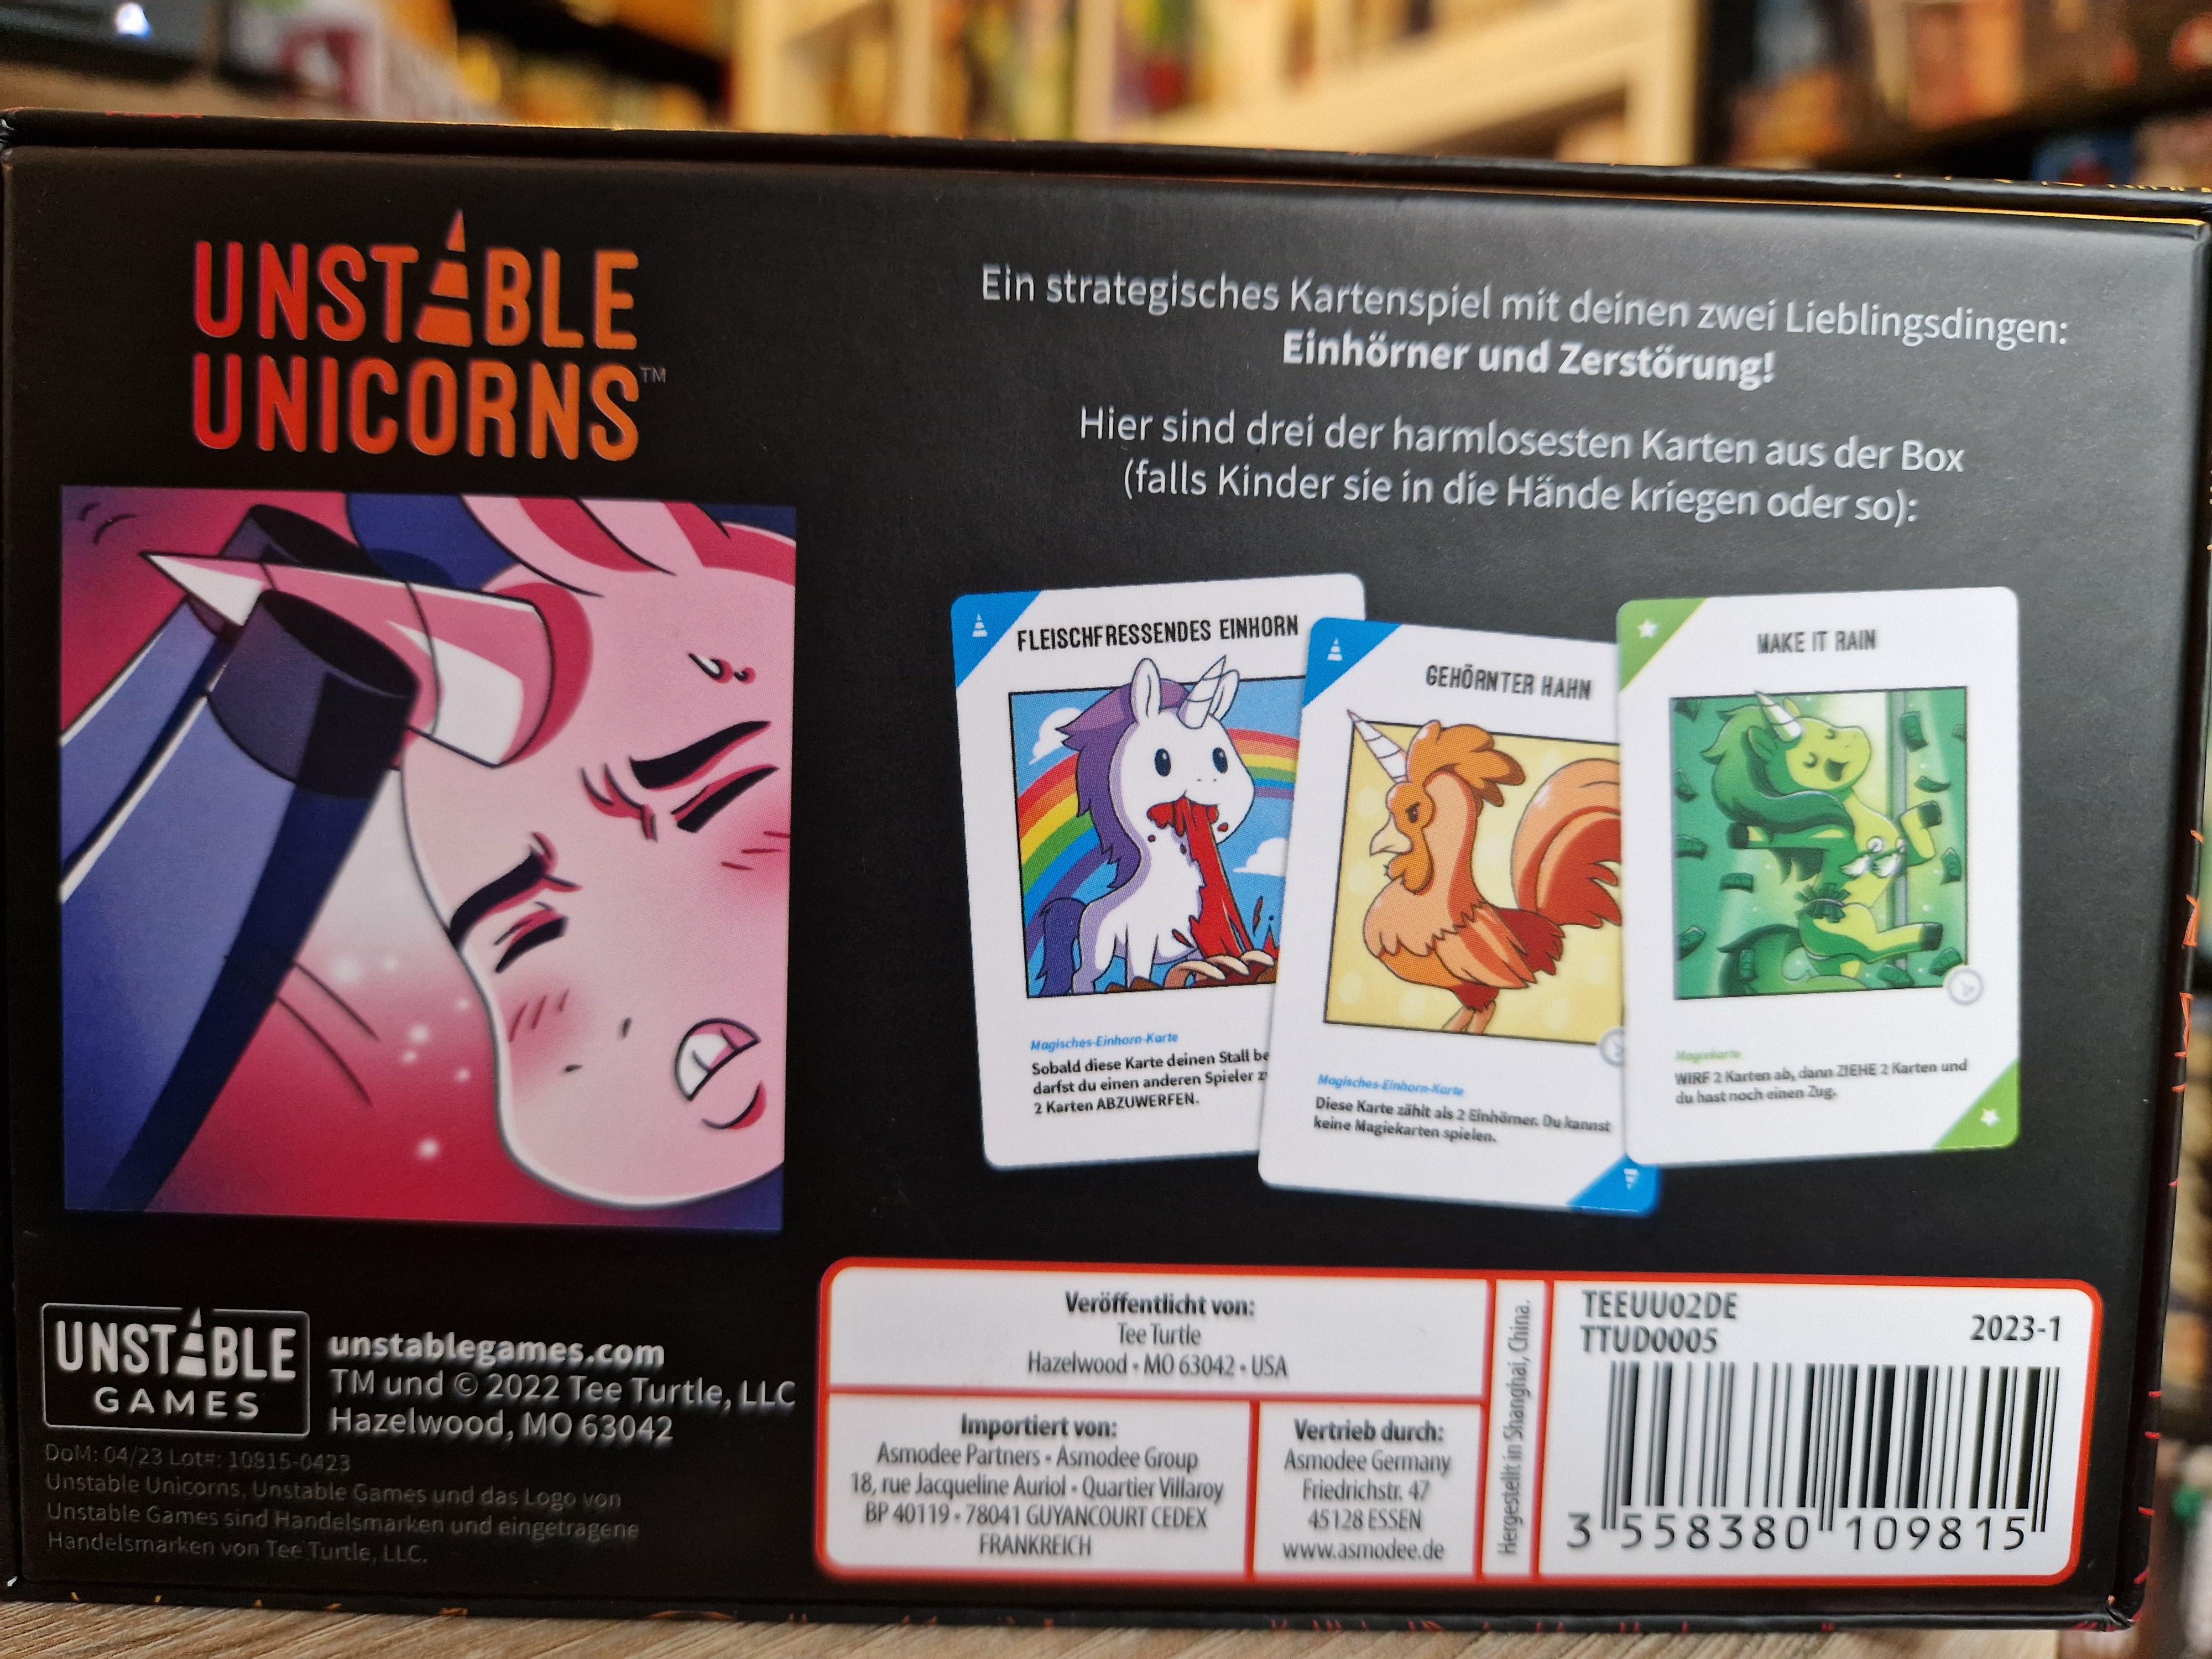 UNSTABLE
UNICORNS™
Ein strategisches Kartenspiel mit deinen zwei Lieblingsdingen:
Einhörner und Zerstörung!
Hier sind drei der harmlosesten Karten aus der Box
(falls Kinder sie in die Hände kriegen oder so):
FLEISCHFRESSENDES EINHORN
Magisches-Einhorn-Karte
Sobald diese Karte deinen Stall
darfst du einen anderen Spieler
2 Karten ABZUWERFEN.
GEHÖRNTER HAHN
Magisches-Einhorn-Karte
Diese Karte zählt als 2 Einhörner. Du kannst
keine Magiekarten spielen.
MAKE IT RAIN
Magiekarte
WIRF 2 Karten ab, dann ZIEHE 2 Karten und
du hast noch einen Zug.
UNSTABLE
GAMES
unstablegames.com
TM und © 2022 Tee Turtle, LLC
Hazelwood, MO 63042
DoM: 04/23 Lot#: 10815-0423
Unstable Unicorns, Unstable Games und das Logo von
Unstable Games sind Handelsmarken und eingetragene
Handelsmarken von Tee Turtle, LLC.
Veröffentlicht von:
Tee Turtle
Hazelwood • MO 63042 • USA
Importiert von:
Asmodee Partners • Asmodee Group
18, rue Jacqueline Auriol • Quartier Villaroy
BP 40119 • 78041 GUYANCOURT CEDEX
FRANKREICH
Vertrieb durch:
Asmodee Germany
Friedrichstr. 47
45128 ESSEN
www.asmodee.de
Hergestellt in Shanghai, China.
TEEUU02DE
TTUD0005
2023-1
3 558380 109815